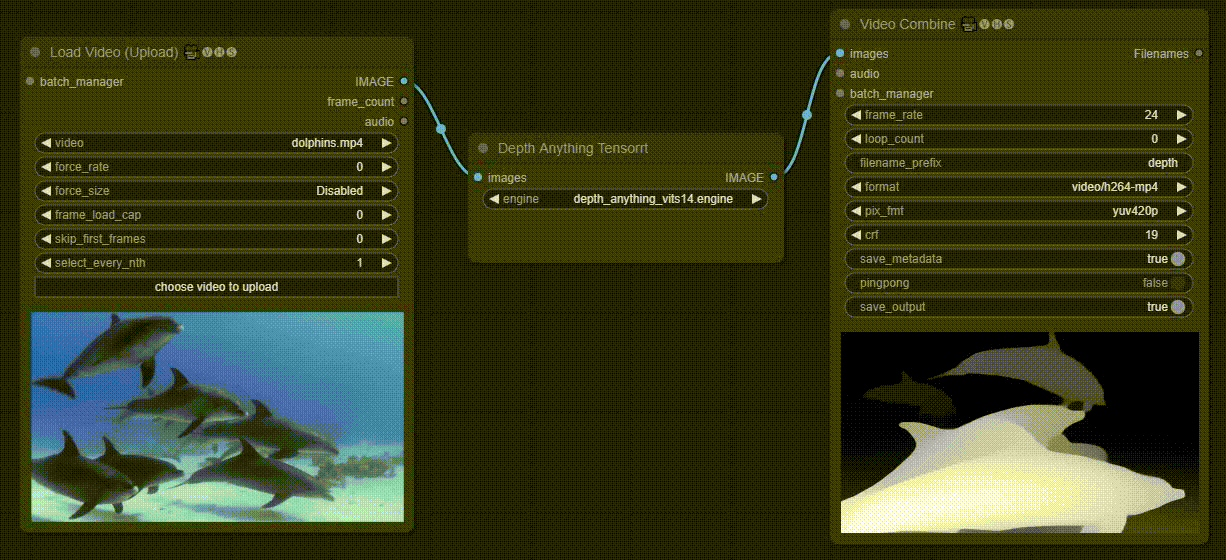 Load Video (Upload) VHS
batch_manager IMAGE
frame_count
audio
video dolphins.mp4
force_rate 0
force_size Disabled
frame_load_cap 0
skip_first_frames 0
select_every_nth 1
choose video to upload
Depth Anything Tensorrt
images IMAGE
engine depth_anything_vits14.engine
Video Combine VHS
images Filenames
audio
batch_manager
frame_rate 24
loop_count 0
filename_prefix depth
format video/h264-mp4
pix_fmt yuv420p
crf 19
save_metadata true
pingpong false
save_output true